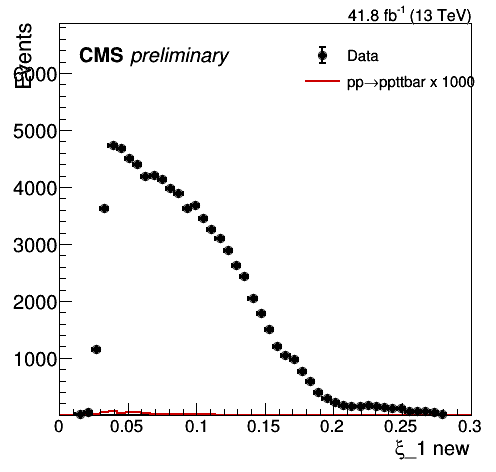 41.8 fb⁻¹ (13 TeV)
Events
CMS preliminary
Data
pp→ppttbar x 1000
6000
5000
4000
3000
2000
1000
0 0.05 0.1 0.15 0.2 0.25 0.3
ξ_1 new